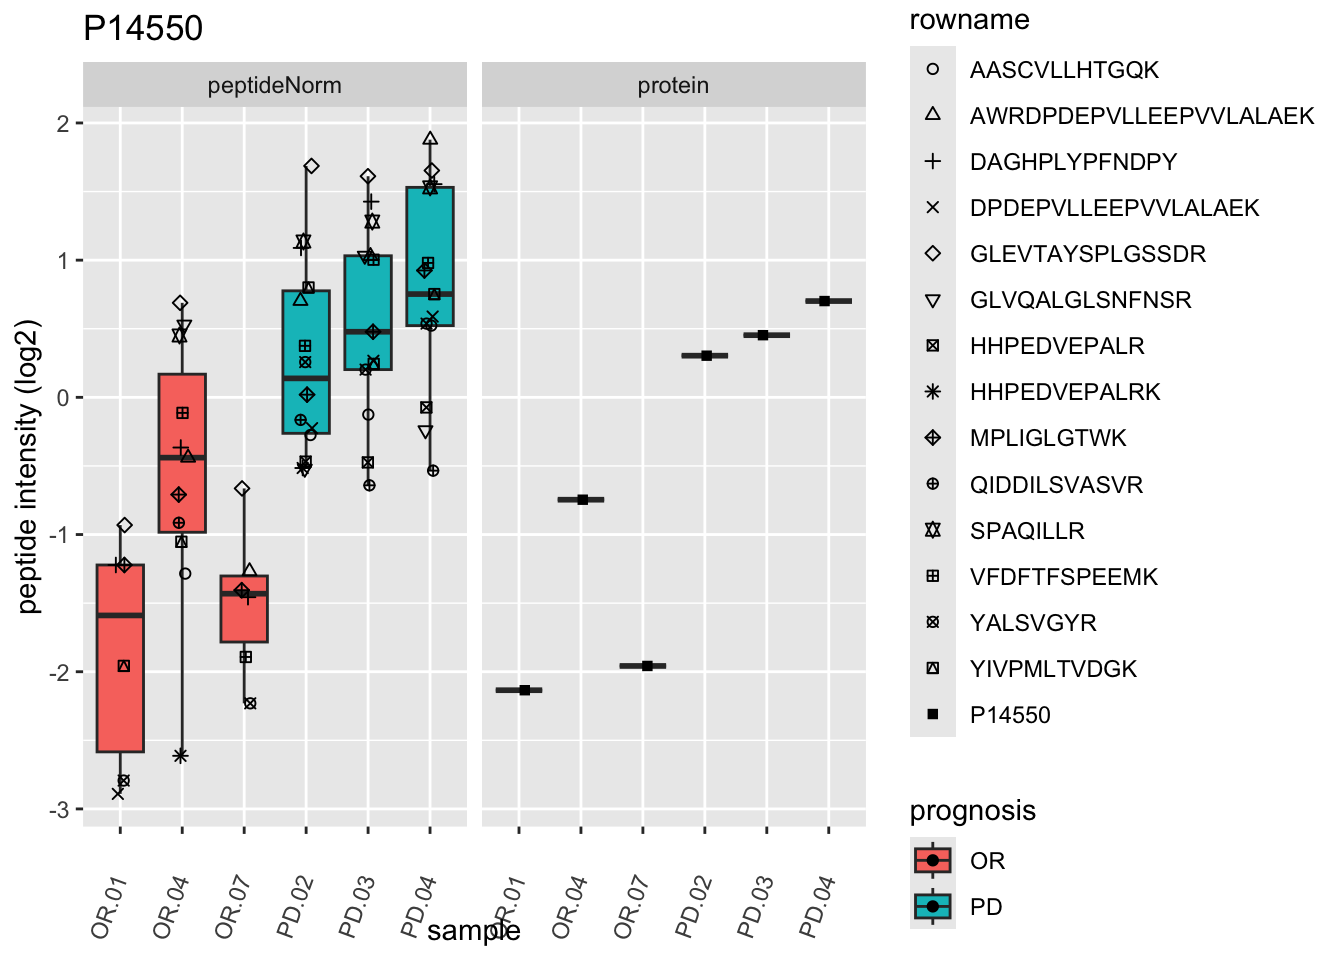 P14550
peptideNorm
protein
2
1
0
-1
-2
-3
peptide intensity (log2)
OR.01
OR.04
OR.07
PD.02
PD.03
PD.04
OR.01
OR.04
OR.07
PD.02
PD.03
PD.04
sample
rowname
AASCVLLHTGQK
AWRDPDEPVLLEEPVVLALAEK
DAGHPLYPFNDPY
DPDEPVLLEEPVVLALAEK
GLEVTAYSPLGSSDR
GLVQALGLSNFNSR
HHPEDVEPALR
HHPEDVEPALRK
MPLIGLGTWK
QIDDILSVASVR
SPAQILLR
VFDFTFSPEEMK
YALSVGYR
YIVPMLTVDGK
P14550
prognosis
OR
PD